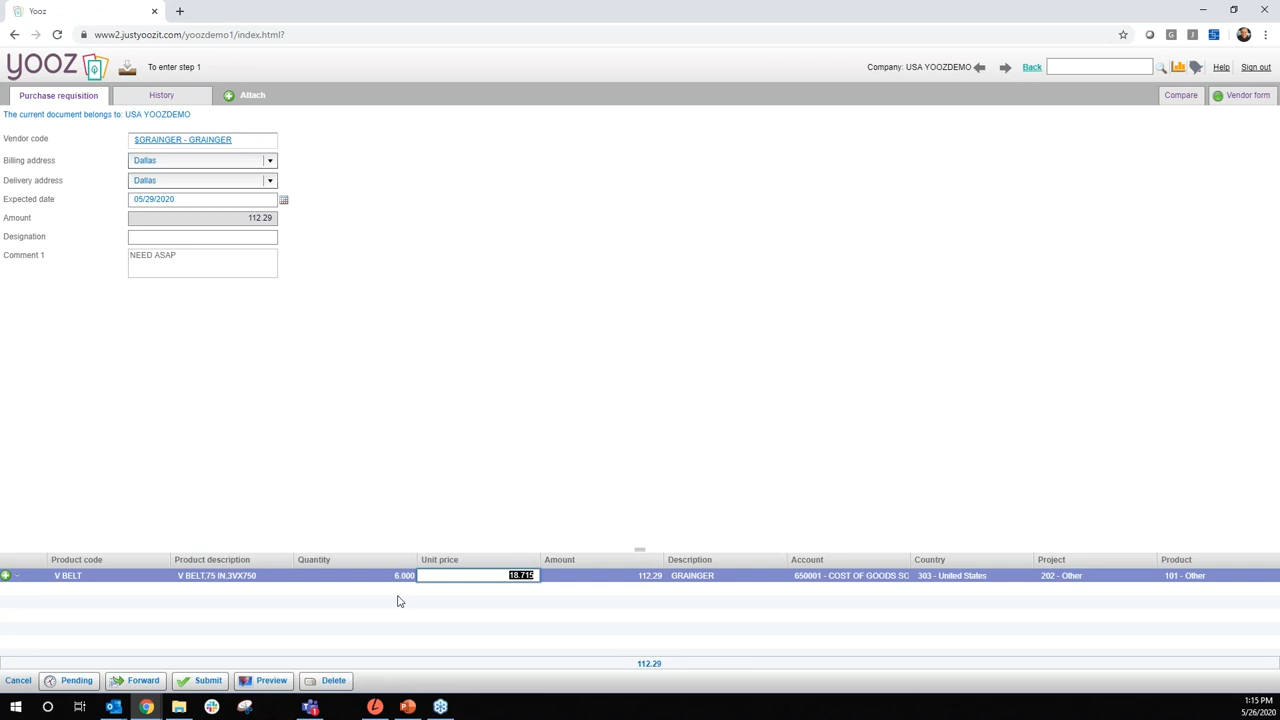 Yooz
www2.justyoozit.com/yoozdemo1/index.html?
yooz
To enter step 1
Company: USA YOOZDEMO
Back
Help
Sign out
Purchase requisition
History
Attach
Compare
Vendor form
The current document belongs to: USA YOOZDEMO
Vendor code
$GRAINGER - GRAINGER
Billing address
Dallas
Delivery address
Dallas
Expected date
05/29/2020
Amount
112.29
Designation
Comment 1
NEED ASAP
Product code Product description Quantity Unit price Amount Description Account Country Project Product
V BELT V BELT,75 IN.3VX750 6.000 18.715 112.29 GRAINGER 650001 - COST OF GOODS SO 303 - United States 202 - Other 101 - Other
112.29
Cancel Pending Forward Submit Preview Delete
1:15 PM
5/26/2020